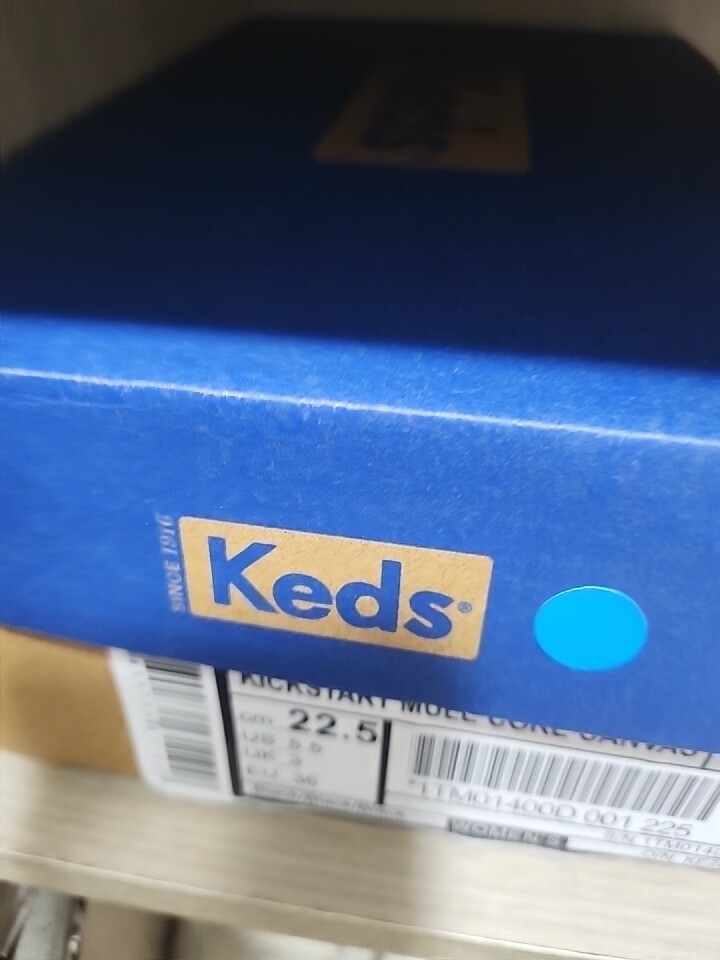 SINCE 1916
Keds®
KICKSTART MULE CORE CANVAS
cm 22.5
US 5.5
UK 3
EU
*1TM01400D 001 225
WOMEN'S